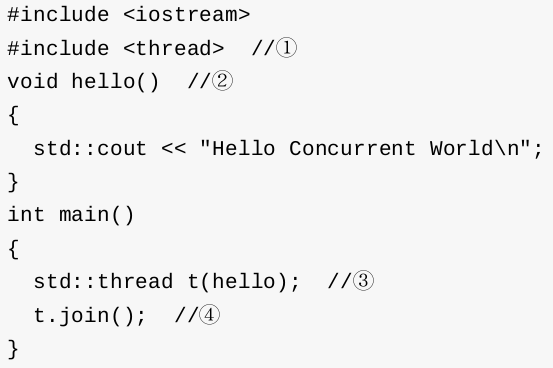 #include <iostream>
#include <thread>  //①
void hello()  //②
{
  std::cout << "Hello Concurrent World\n";
}
int main()
{
  std::thread t(hello);  //③
  t.join();  //④
}